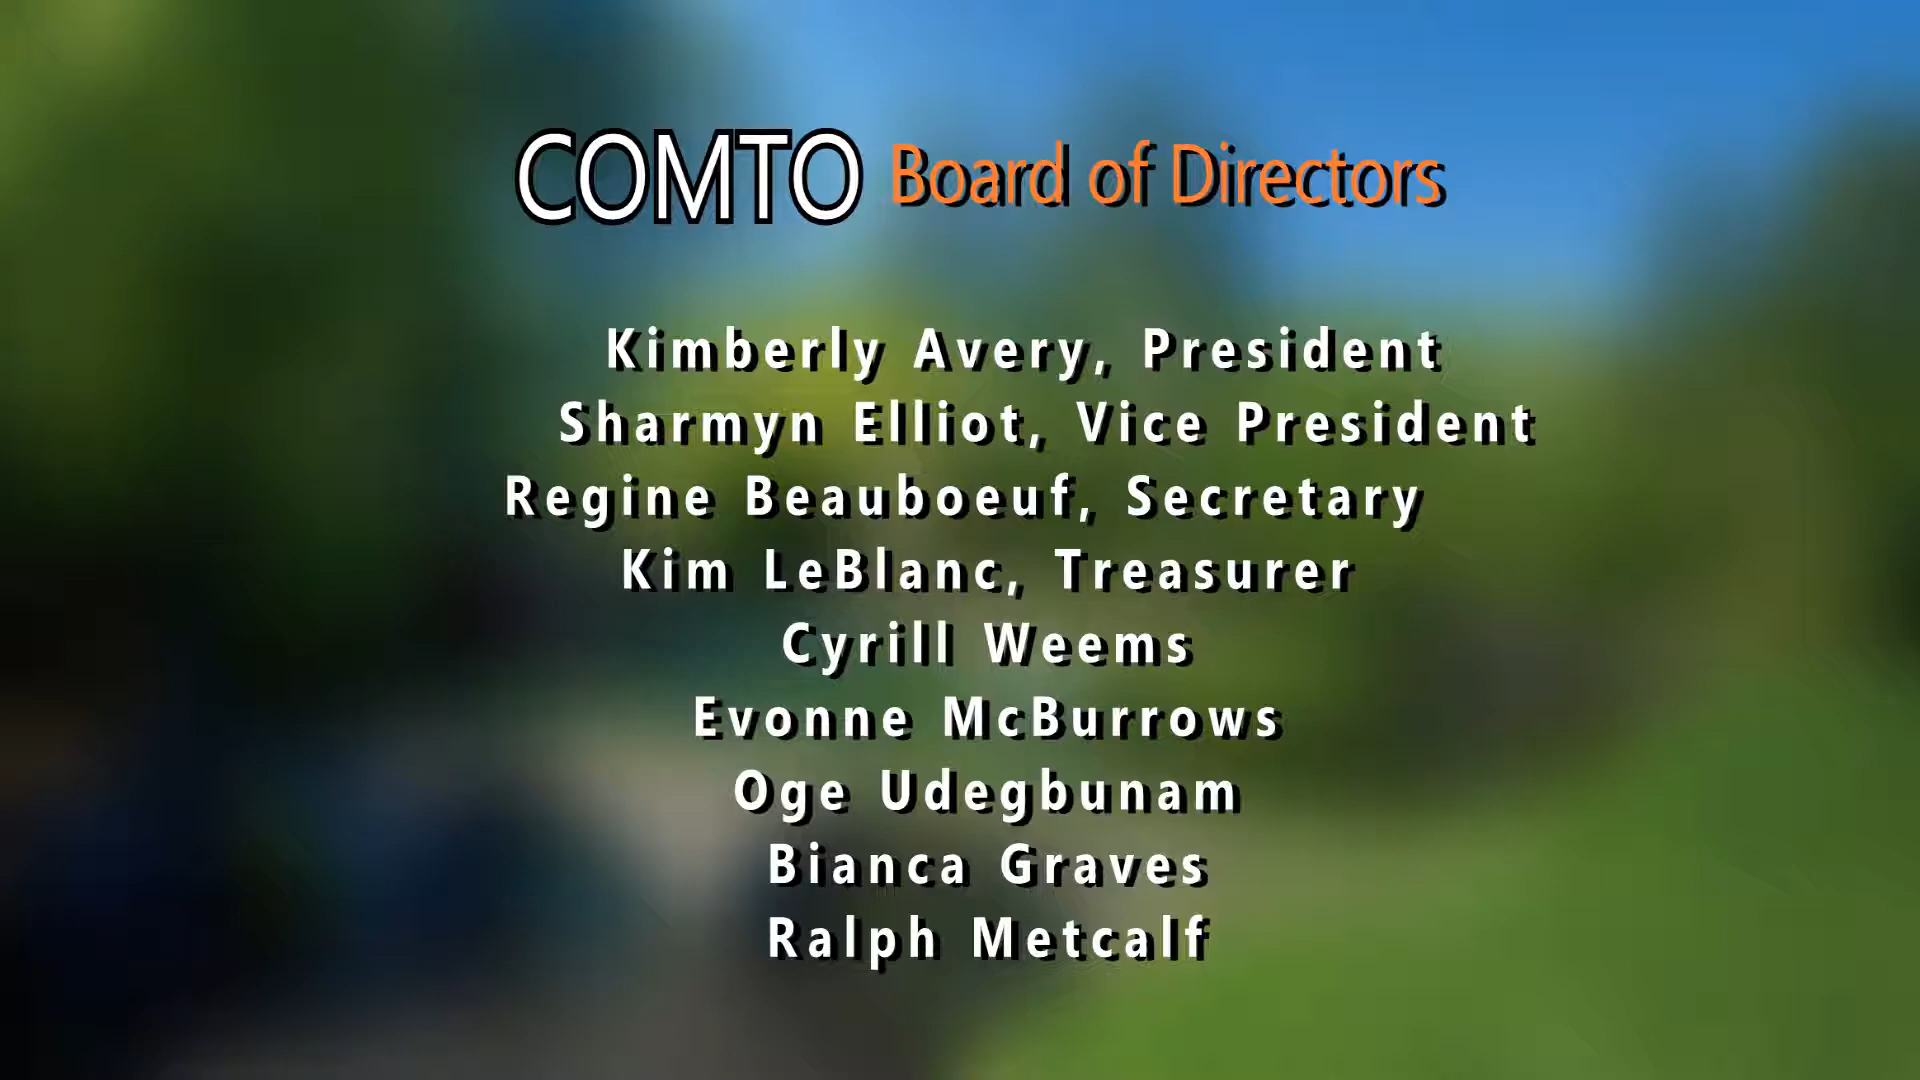 COMTO Board of Directors
Kimberly Avery, President
Sharmyn Elliot, Vice President
Regine Beauboeuf, Secretary
Kim LeBlanc, Treasurer
Cyrill Weems
Evonne McBurrows
Oge Udegbunam
Bianca Graves
Ralph Metcalf